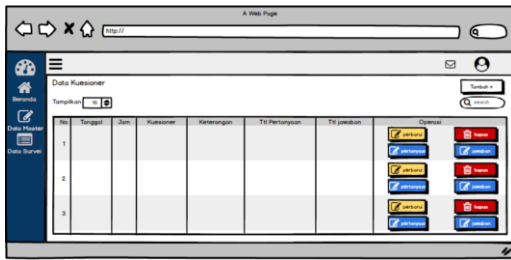 A Web Page
http://
Beranda
Data Master
Data Survei
Data Kuesioner
Tambah +
Tampilkan 10
search
No Tanggal Jam Kuesioner Keterangan Ttl Pertanyaan Ttl jawaban Operasi
1 perbarui hapus
pertanyaan jawaban
2 perbarui hapus
pertanyaan jawaban
3 perbarui hapus
pertanyaan jawaban